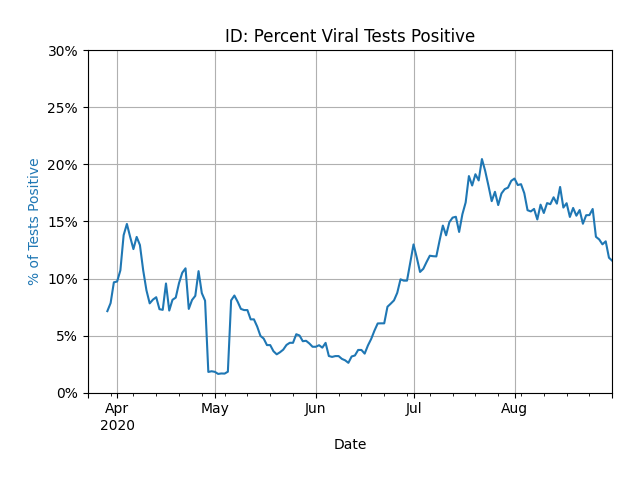 ID: Percent Viral Tests Positive
30%
25%
20%
15%
10%
5%
0%
% of Tests Positive
Apr
2020
May
Jun
Jul
Aug
Date